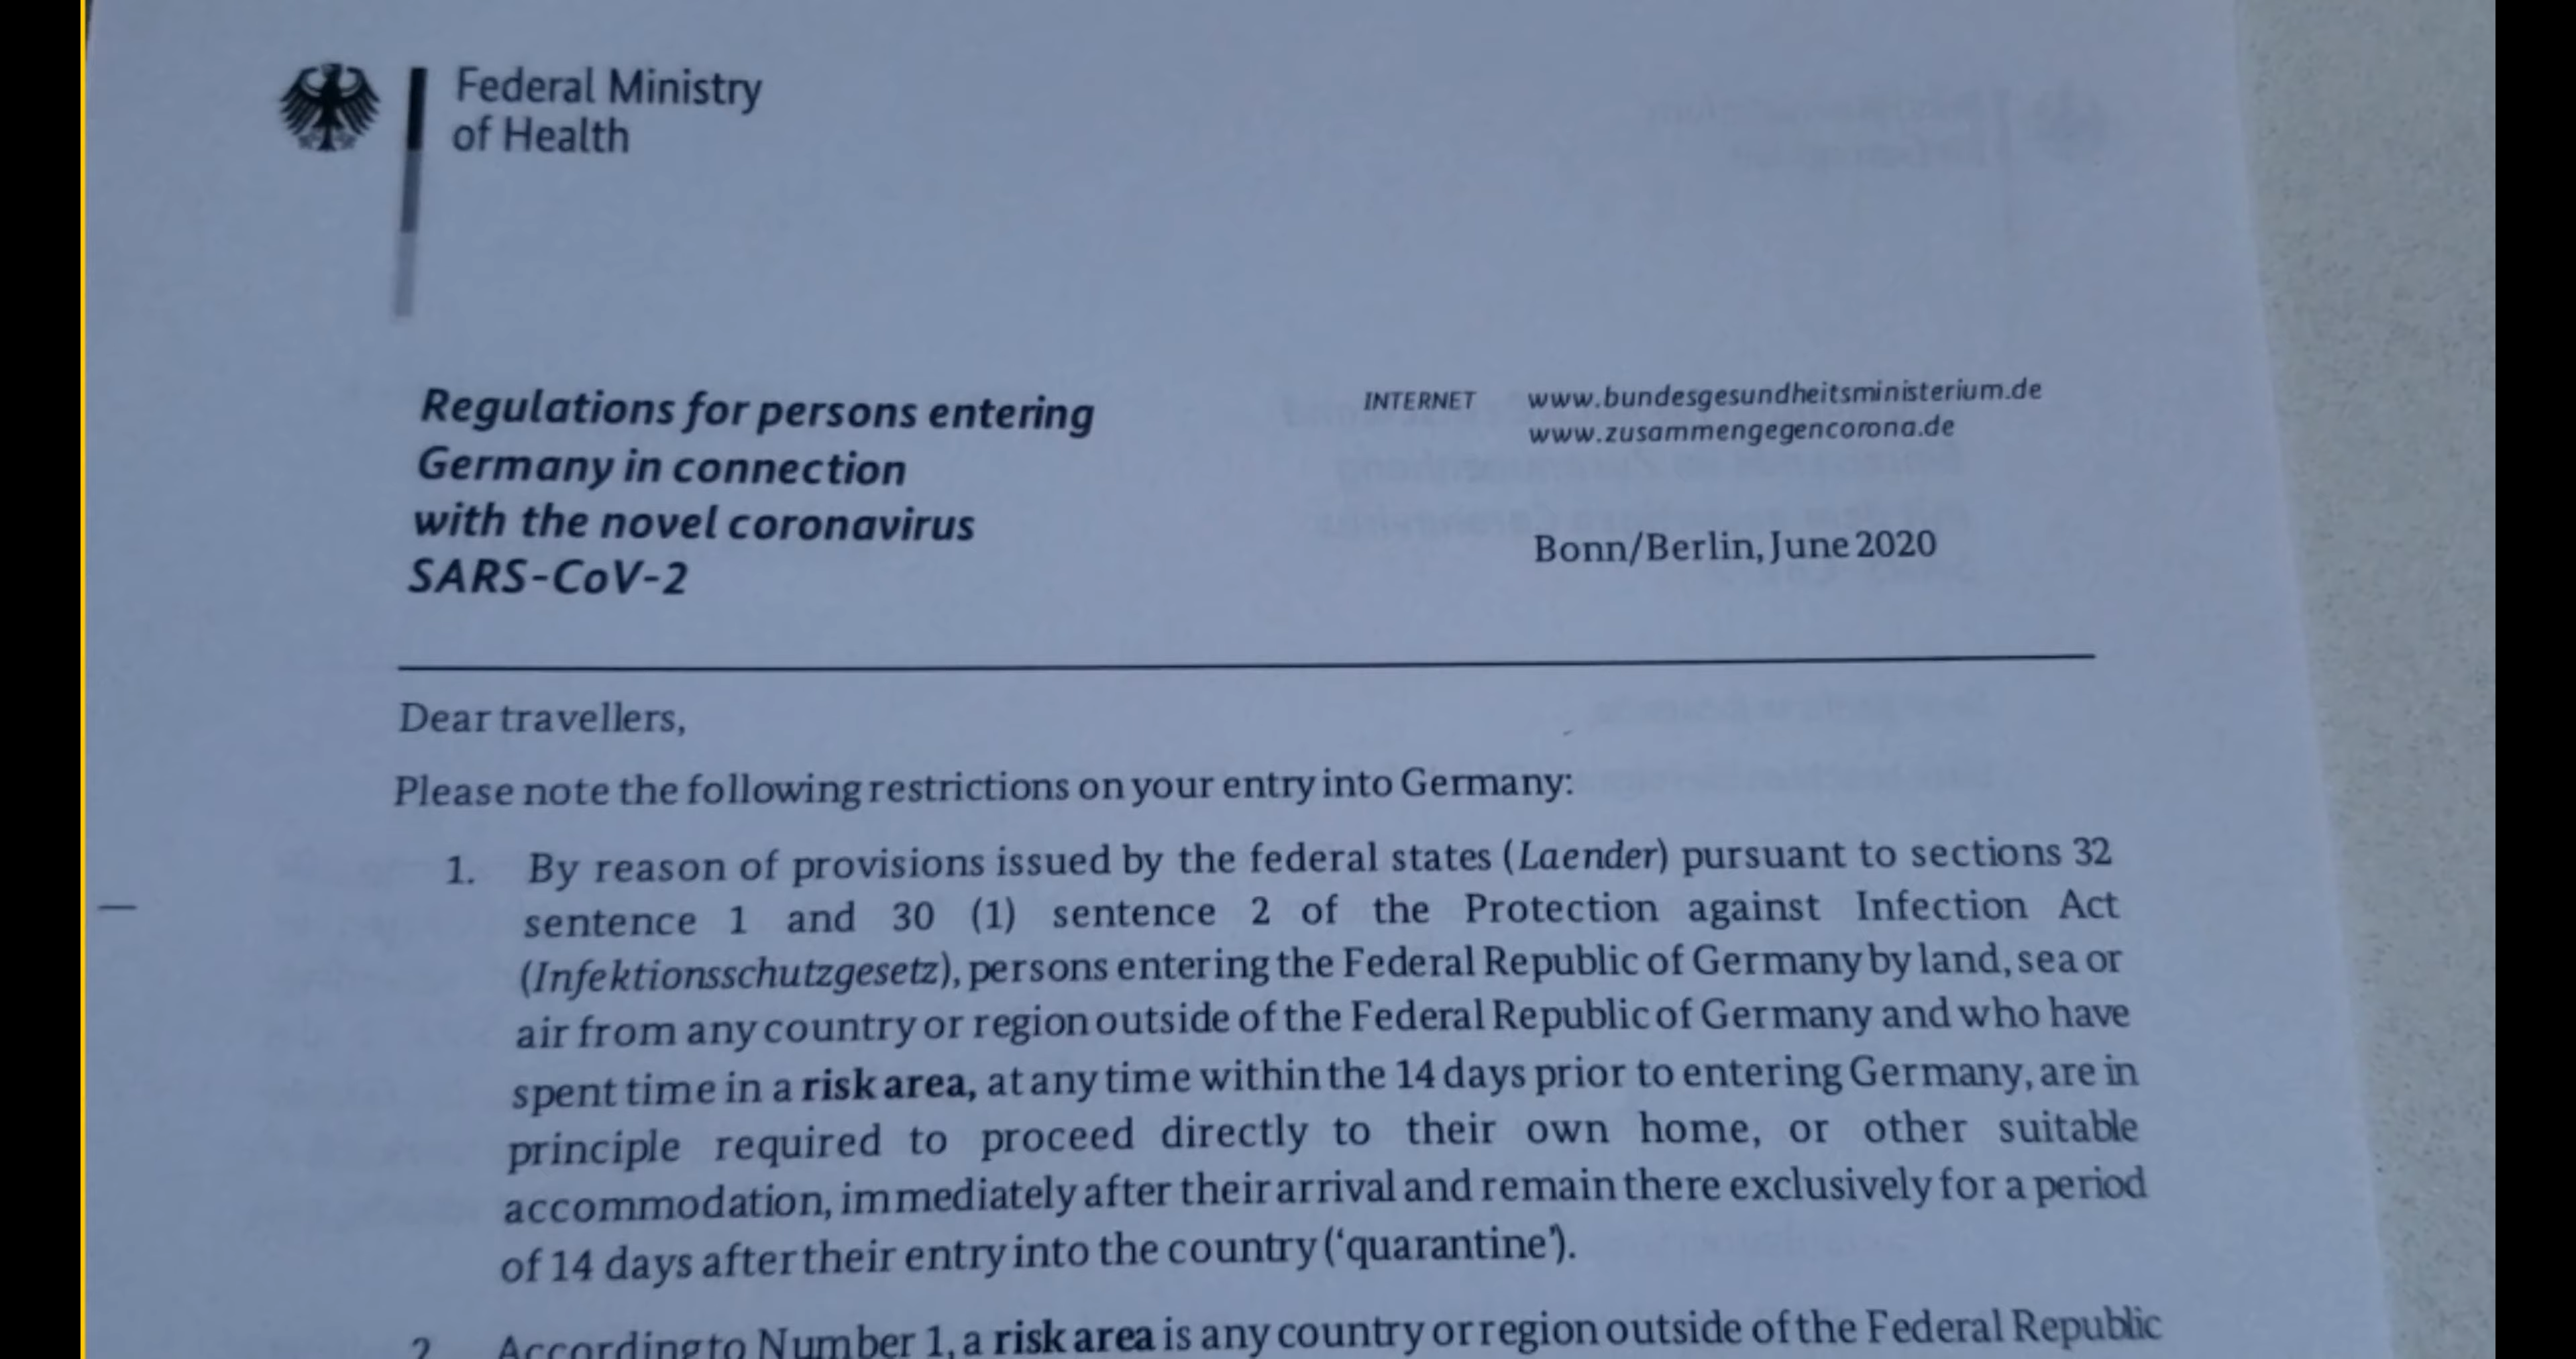 Federal Ministry
of Health
Regulations for persons entering
Germany in connection
with the novel coronavirus
SARS-CoV-2
INTERNET www.bundesgesundheitsministerium.de
www.zusammengegencorona.de
Bonn/Berlin, June 2020
Dear travellers,
Please note the following restrictions on your entry into Germany:
1. By reason of provisions issued by the federal states (Laender) pursuant to sections 32
sentence 1 and 30 (1) sentence 2 of the Protection against Infection Act
(Infektionsschutzgesetz), persons entering the Federal Republic of Germany by land, sea or
air from any country or region outside of the Federal Republic of Germany and who have
spent time in a risk area, at any time within the 14 days prior to entering Germany, are in
principle required to proceed directly to their own home, or other suitable
accommodation, immediately after their arrival and remain there exclusively for a period
of 14 days after their entry into the country (‘quarantine’).
2. According to Number 1, a risk area is any country or region outside of the Federal Republic